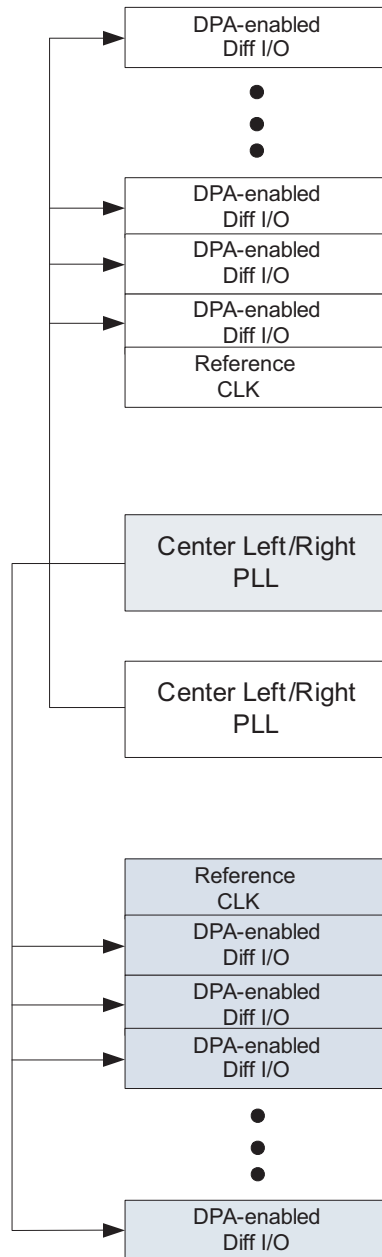 DPA-enabled
Diff I/O
DPA-enabled
Diff I/O
DPA-enabled
Diff I/O
DPA-enabled
Diff I/O
Reference
CLK
Center Left/Right
PLL
Center Left/Right
PLL
Reference
CLK
DPA-enabled
Diff I/O
DPA-enabled
Diff I/O
DPA-enabled
Diff I/O
DPA-enabled
Diff I/O